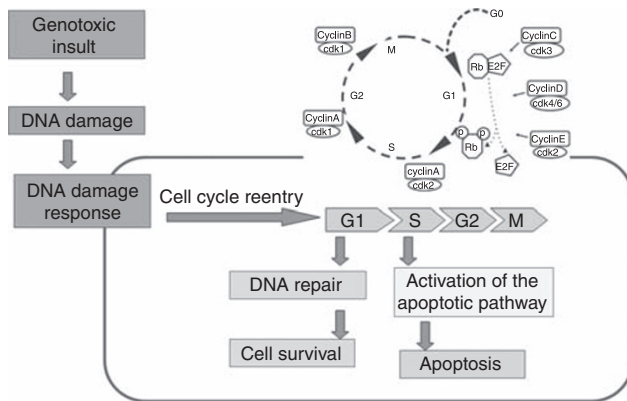 Genotoxic
insult
DNA damage
DNA damage
response
Cell cycle reentry
G0
CyclinB
cdk1
M
CyclinC
cdk3
Rb
E2F
G2
G1
CyclinD
cdk4/6
CyclinA
cdk1
S
p
p
Rb
CyclinE
cdk2
E2F
cyclinA
cdk2
G1
S
G2
M
DNA repair
Activation of the
apoptotic pathway
Cell survival
Apoptosis